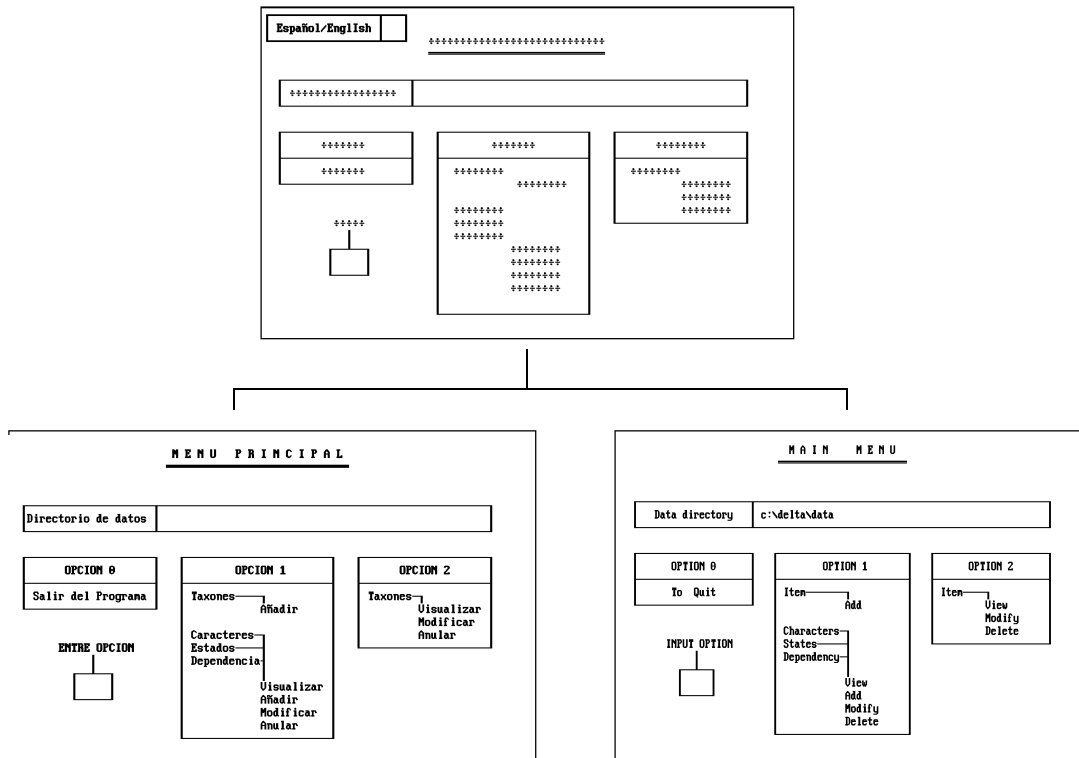 Español/EnglIsh
÷÷÷÷÷÷÷÷÷÷÷÷÷÷÷÷÷÷÷÷÷÷÷÷÷÷÷÷
÷÷÷÷÷÷÷÷÷÷÷÷÷÷÷÷÷
÷÷÷÷÷÷÷
÷÷÷÷÷÷÷
÷÷÷÷÷
÷÷÷÷÷÷÷
÷÷÷÷÷÷÷÷
÷÷÷÷÷÷÷÷
÷÷÷÷÷÷÷÷
÷÷÷÷÷÷÷÷
÷÷÷÷÷÷÷÷
÷÷÷÷÷÷÷÷
÷÷÷÷÷÷÷÷
÷÷÷÷÷÷÷÷
÷÷÷÷÷÷÷÷
÷÷÷÷÷÷÷÷
÷÷÷÷÷÷÷÷
÷÷÷÷÷÷÷÷
÷÷÷÷÷÷÷÷
÷÷÷÷÷÷÷÷
MENU PRINCIPAL
Directorio de datos
OPCION 0
Salir del Programa
ENTRE OPCION
OPCION 1
Taxones
Añadir
Caracteres
Estados
Dependencia
Visualizar
Añadir
Modificar
Anular
OPCION 2
Taxones
Visualizar
Modificar
Anular
MAIN MENU
Data directory c:\delta\data
OPTION 0
To Quit
INPUT OPTION
OPTION 1
Item
Add
Characters
States
Dependency
View
Add
Modify
Delete
OPTION 2
Item
View
Modify
Delete